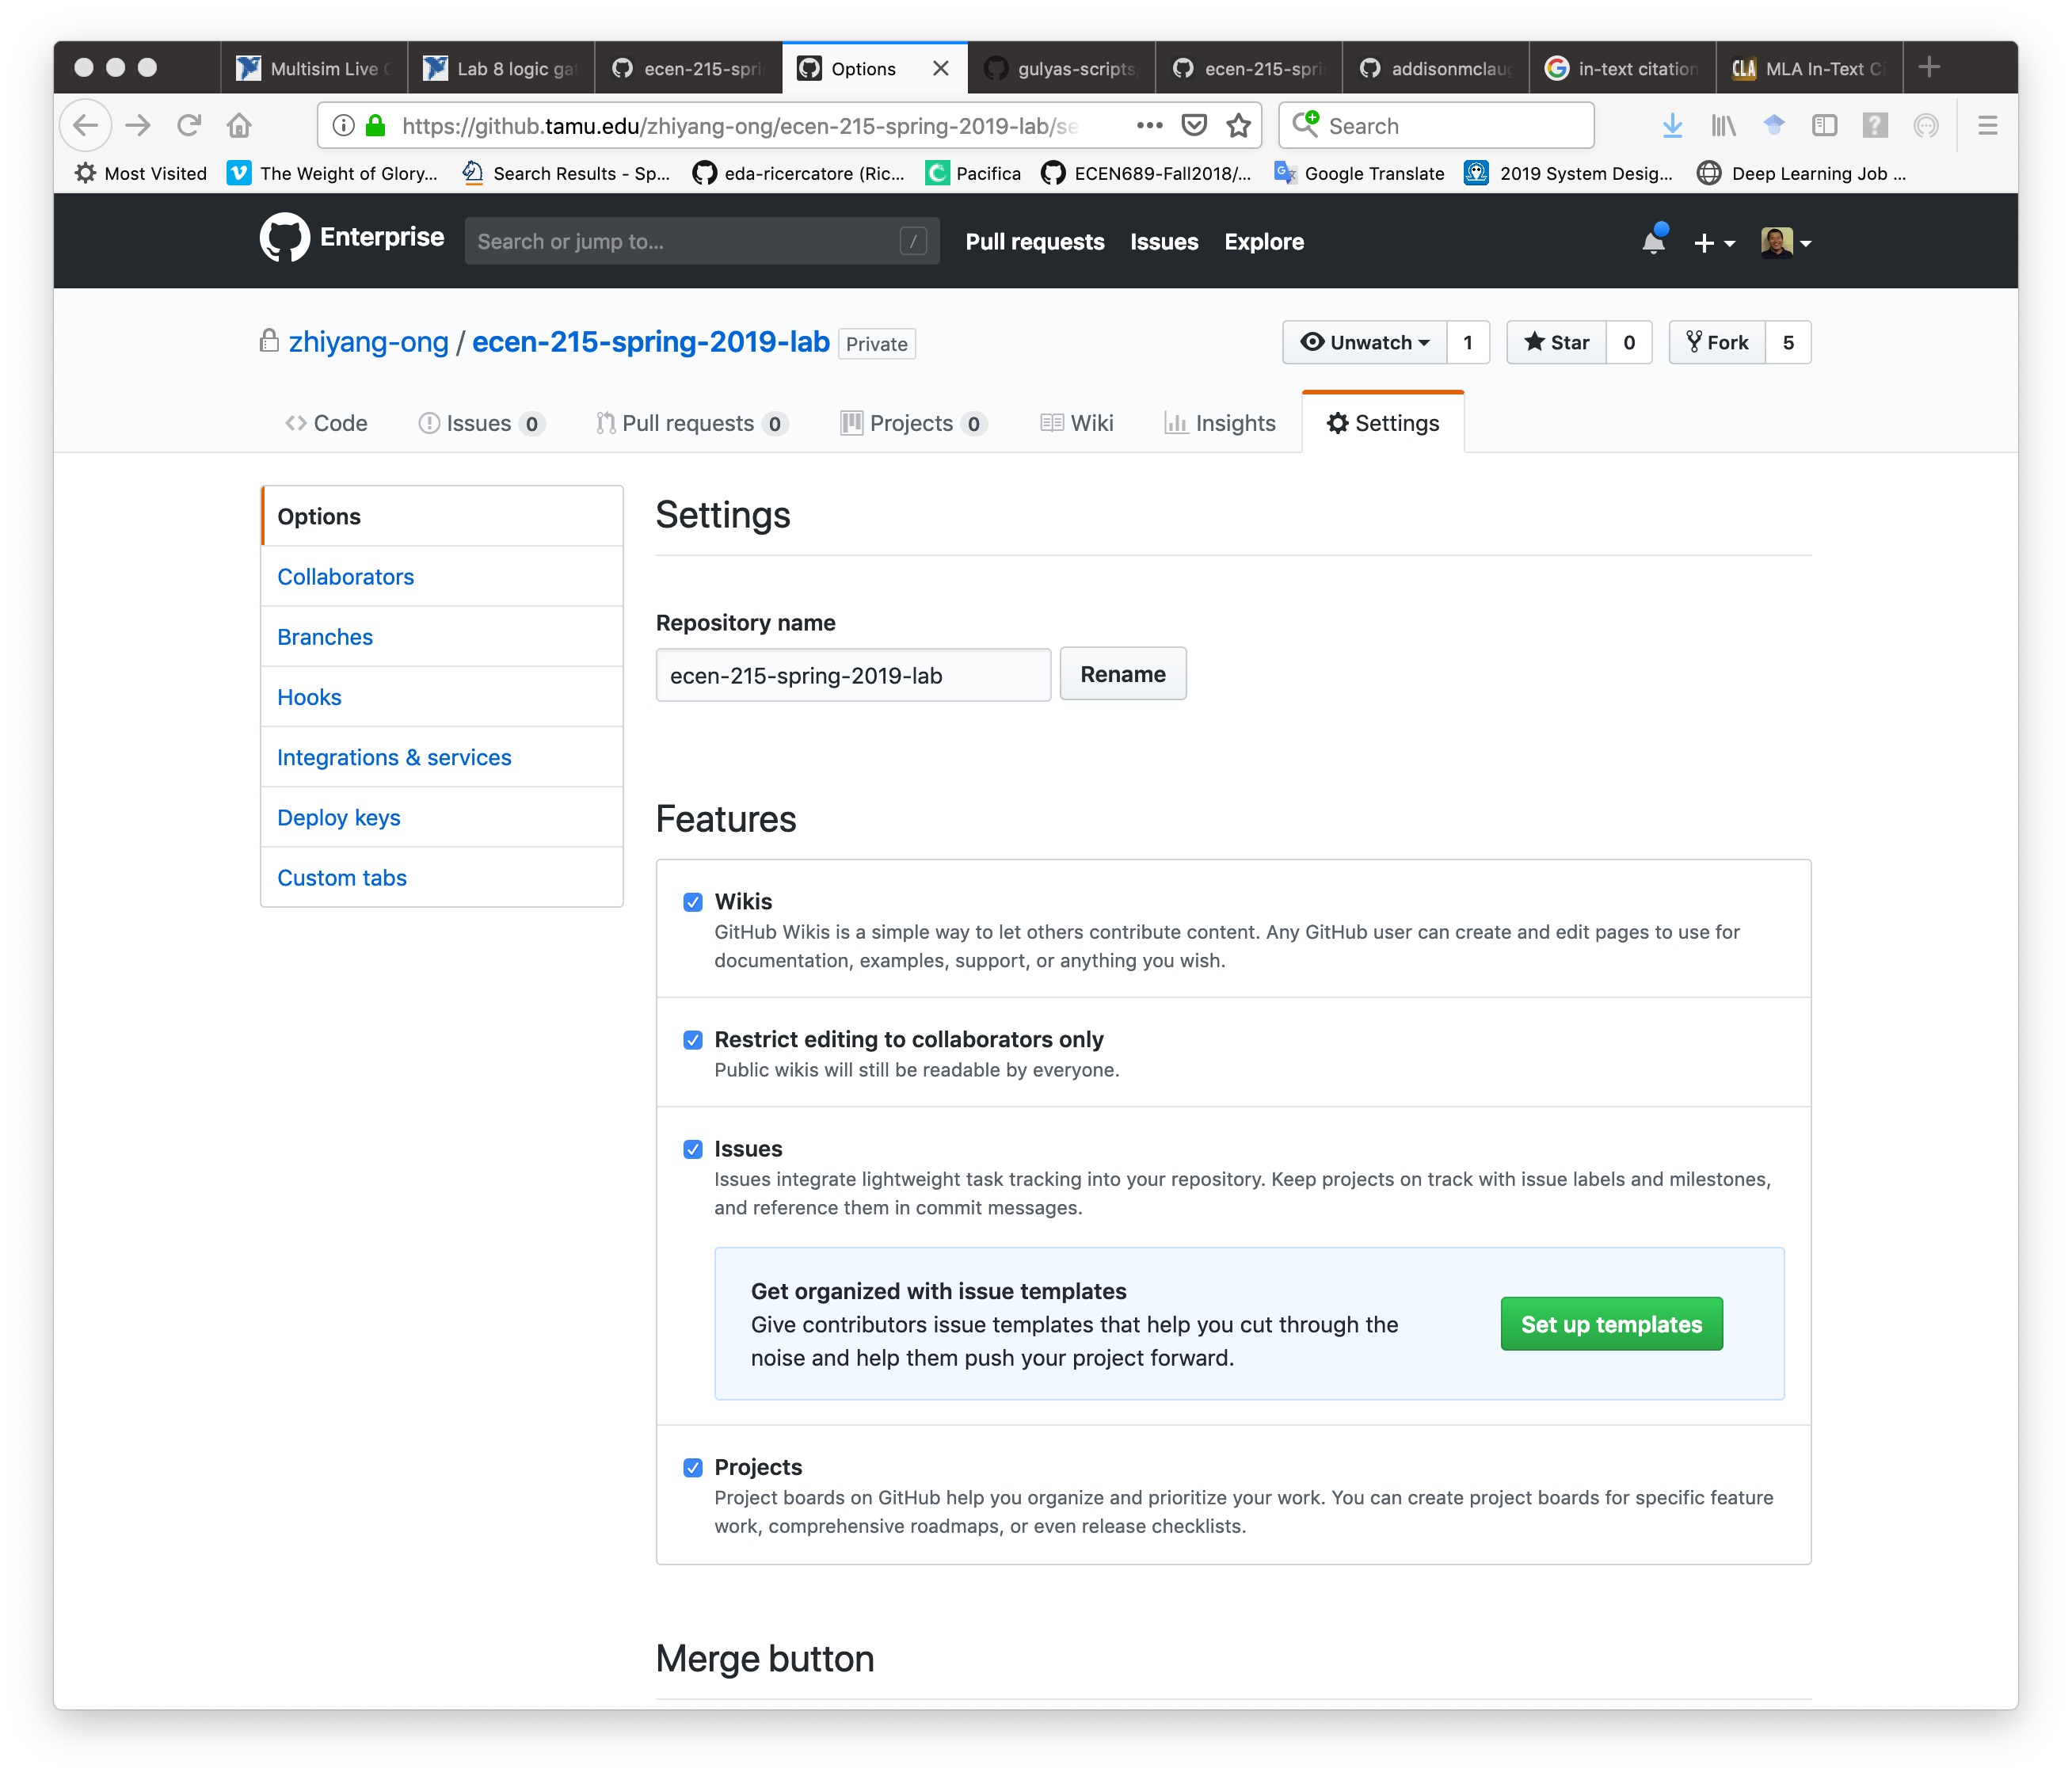 Multisim Live
Lab 8 logic ga
ecen-215-spri
Options
gulyas-scripts
ecen-215-spri
addisonmclau
in-text citation
CLA MLA In-Text C
https://github.tamu.edu/zhiyang-ong/ecen-215-spring-2019-lab/se
Search
Most Visited
The Weight of Glory...
Search Results - Sp...
eda-ricercatore (Ric...
Pacifica
ECEN689-Fall2018/...
Google Translate
2019 System Desig...
Deep Learning Job ...
Enterprise
Search or jump to... /
Pull requests Issues Explore
zhiyang-ong / ecen-215-spring-2019-lab Private
Unwatch 1 Star 0 Fork 5
Code Issues 0 Pull requests 0 Projects 0 Wiki Insights Settings
Options
Collaborators
Branches
Hooks
Integrations & services
Deploy keys
Custom tabs
Settings
Repository name
ecen-215-spring-2019-lab Rename
Features
Wikis
GitHub Wikis is a simple way to let others contribute content. Any GitHub user can create and edit pages to use for
documentation, examples, support, or anything you wish.
Restrict editing to collaborators only
Public wikis will still be readable by everyone.
Issues
Issues integrate lightweight task tracking into your repository. Keep projects on track with issue labels and milestones,
and reference them in commit messages.
Get organized with issue templates
Give contributors issue templates that help you cut through the
noise and help them push your project forward.
Set up templates
Projects
Project boards on GitHub help you organize and prioritize your work. You can create project boards for specific feature
work, comprehensive roadmaps, or even release checklists.
Merge button